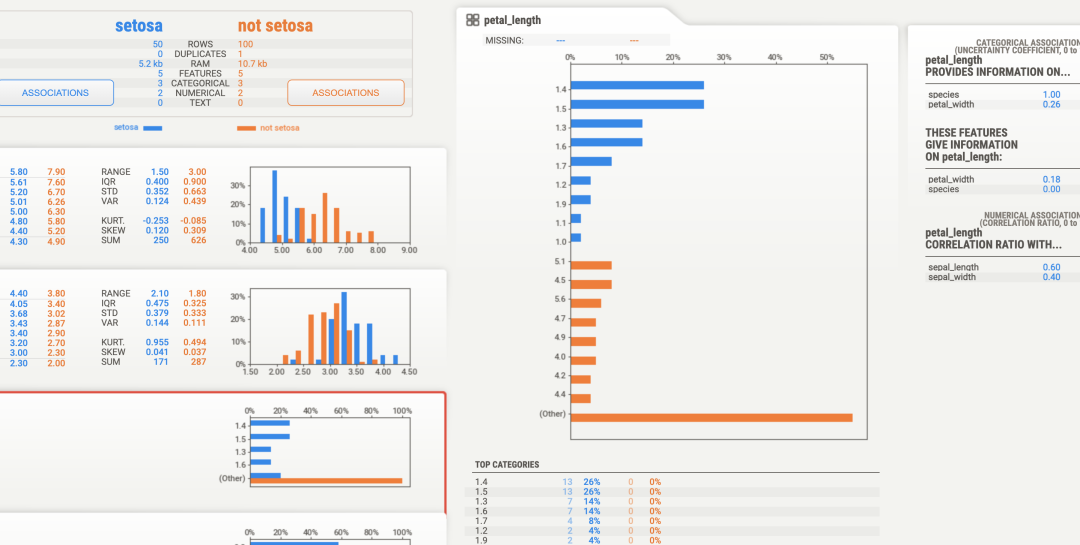 setosa not setosa
50 ROWS 100
0 DUPLICATES 1
5.2 kb RAM 10.7 kb
5 FEATURES 5
3 CATEGORICAL 3
2 NUMERICAL 2
0 TEXT 0
ASSOCIATIONS ASSOCIATIONS
setosa not setosa
5.80 7.90 RANGE 1.50 3.00
5.61 7.60 IQR 0.400 0.900
5.20 6.70 STD 0.352 0.663
5.01 6.26 VAR 0.124 0.439
5.00 6.30
4.80 5.80 KURT. -0.253 -0.085
4.40 5.20 SKEW 0.120 0.309
4.30 4.90 SUM 250 626
30%
20%
10%
0%
4.00 5.00 6.00 7.00 8.00 9.00
4.40 3.80 RANGE 2.10 1.80
4.05 3.40 IQR 0.475 0.325
3.68 3.02 STD 0.379 0.333
3.43 2.87 VAR 0.144 0.111
3.40 2.90
3.20 2.70 KURT. 0.955 0.494
3.00 2.30 SKEW 0.041 0.037
2.30 2.00 SUM 171 287
30%
20%
10%
0%
1.50 2.00 2.50 3.00 3.50 4.00 4.50
0% 20% 40% 60% 80% 100%
1.4
1.5
1.3
1.6
(Other)
0% 20% 40% 60% 80% 100%
petal_length
MISSING: --- ---
0% 10% 20% 30% 40% 50%
1.4
1.5
1.3
1.6
1.7
1.2
1.9
1.1
1.0
5.1
4.5
5.6
4.7
4.9
4.0
4.2
4.4
(Other)
TOP CATEGORIES
1.4 13 26% 0 0%
1.5 13 26% 0 0%
1.3 7 14% 0 0%
1.6 7 14% 0 0%
1.7 4 8% 0 0%
1.2 2 4% 0 0%
1.9 2 4% 0 0%
CATEGORICAL ASSOCIATION
(UNCERTAINTY COEFFICIENT, 0 to
petal_length
PROVIDES INFORMATION ON...
species 1.00
petal_width 0.26
THESE FEATURES
GIVE INFORMATION
ON petal_length:
petal_width 0.18
species 0.00
NUMERICAL ASSOCIATION
(CORRELATION RATIO, 0 to
petal_length
CORRELATION RATIO WITH...
sepal_length 0.60
sepal_width 0.40